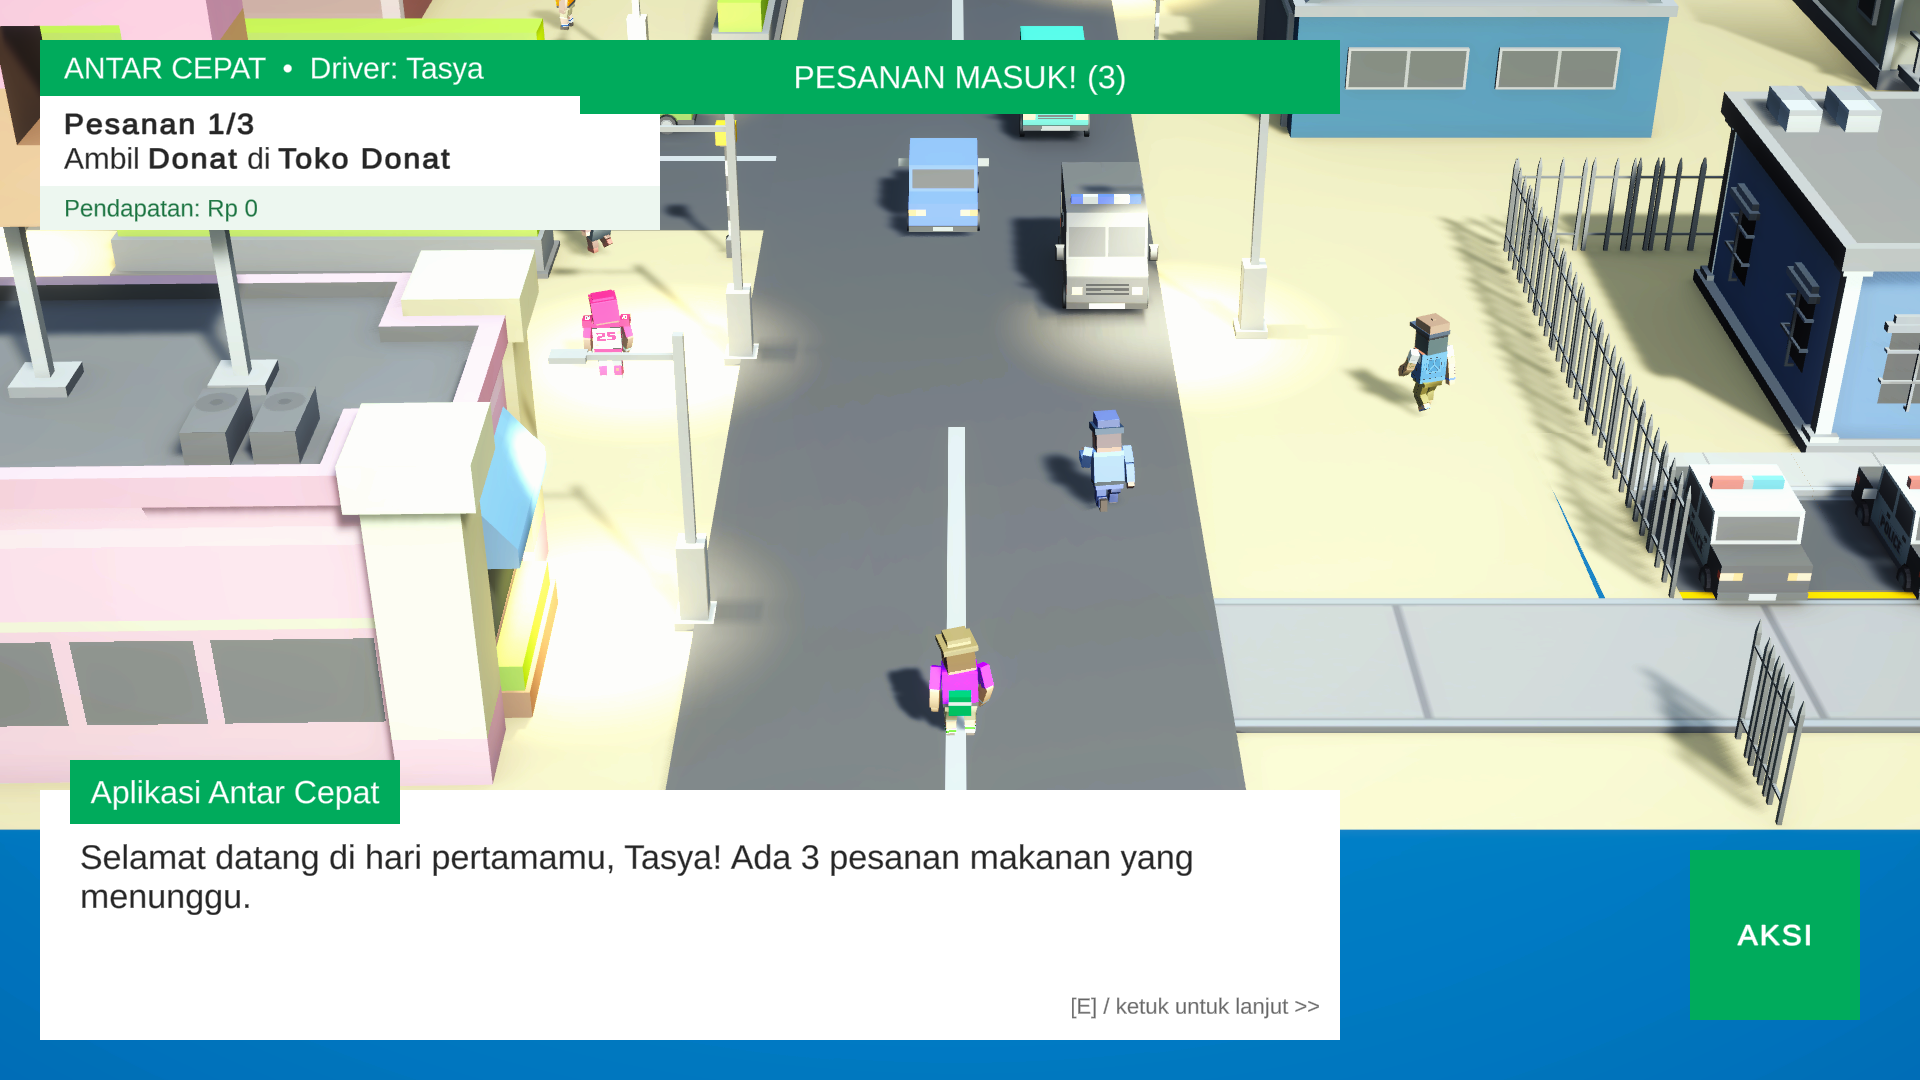 ANTAR CEPAT • Driver: Tasya
PESANAN MASUK! (3)
Pesanan 1/3
Ambil Donat di Toko Donat
Pendapatan: Rp 0
25
Aplikasi Antar Cepat
Selamat datang di hari pertamamu, Tasya! Ada 3 pesanan makanan yang
menunggu.
[E] / ketuk untuk lanjut >>
AKSI
POLICE